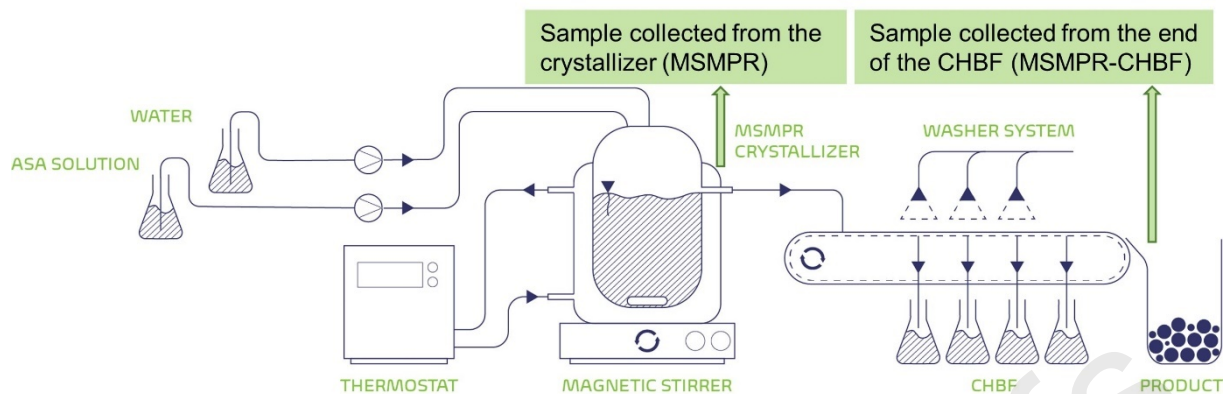 Sample collected from the
crystallizer (MSMPR)
Sample collected from the end
of the CHBF (MSMPR-CHBF)
WATER
ASA SOLUTION
MSMPR
CRYSTALLIZER
WASHER SYSTEM
THERMOSTAT
MAGNETIC STIRRER
CHBF
PRODUCT